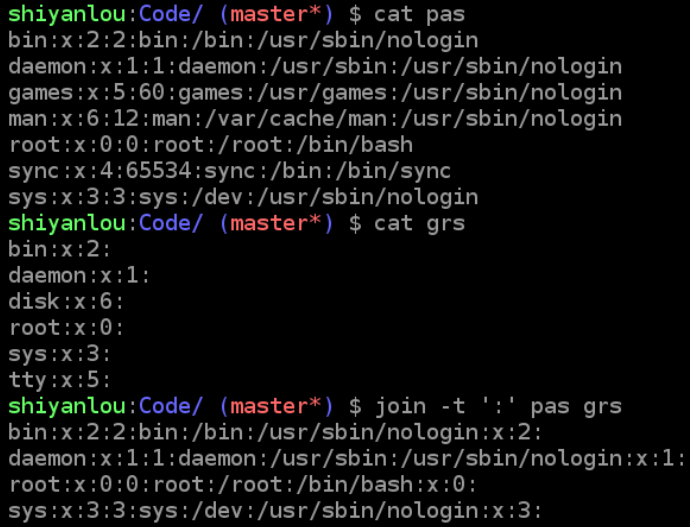 shiyanlou:Code/ (master*) $ cat pas
bin:x:2:2:bin:/bin:/usr/sbin/nologin
daemon:x:1:1:daemon:/usr/sbin:/usr/sbin/nologin
games:x:5:60:games:/usr/games:/usr/sbin/nologin
man:x:6:12:man:/var/cache/man:/usr/sbin/nologin
root:x:0:0:root:/root:/bin/bash
sync:x:4:65534:sync:/bin:/bin/sync
sys:x:3:3:sys:/dev:/usr/sbin/nologin
shiyanlou:Code/ (master*) $ cat grs
bin:x:2:
daemon:x:1:
disk:x:6:
root:x:0:
sys:x:3:
tty:x:5:
shiyanlou:Code/ (master*) $ join -t ':' pas grs
bin:x:2:2:bin:/bin:/usr/sbin/nologin:x:2:
daemon:x:1:1:daemon:/usr/sbin:/usr/sbin/nologin:x:1:
root:x:0:0:root:/root:/bin/bash:x:0:
sys:x:3:3:sys:/dev:/usr/sbin/nologin:x:3: